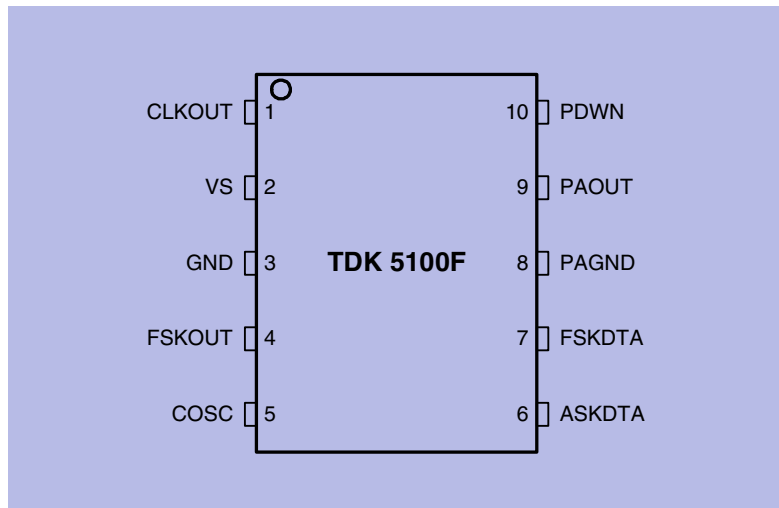 CLKOUT 1 10 PDWN
VS 2 9 PAOUT
GND 3 TDK 5100F 8 PAGND
FSKOUT 4 7 FSKDTA
COSC 5 6 ASKDTA